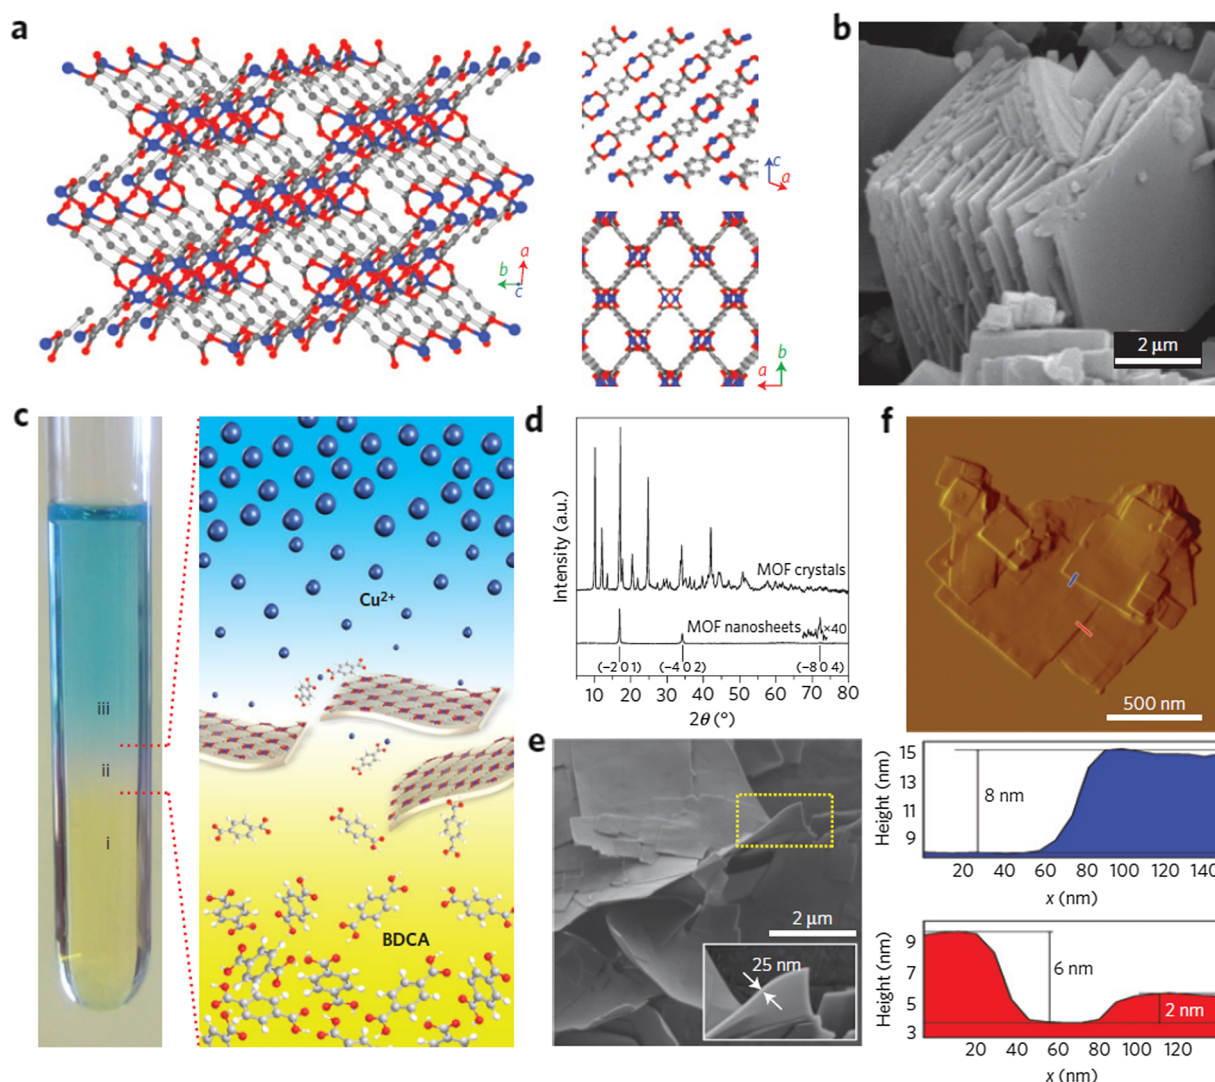 a
b
c
a
b
a
c
b
a
2 μm
c
iii
ii
i
Cu2+
BDCA
d
Intensity (a.u.)
MOF crystals
MOF nanosheets
×40
(−2 0 1)
(−4 0 2)
(−8 0 4)
10 20 30 40 50 60 70 80
2θ (°)
e
2 μm
25 nm
f
500 nm
Height (nm)
15
13
11
9
8 nm
20 60 100 140
x (nm)
Height (nm)
9
7
5
3
6 nm
2 nm
20 40 60 80 100 120
x (nm)